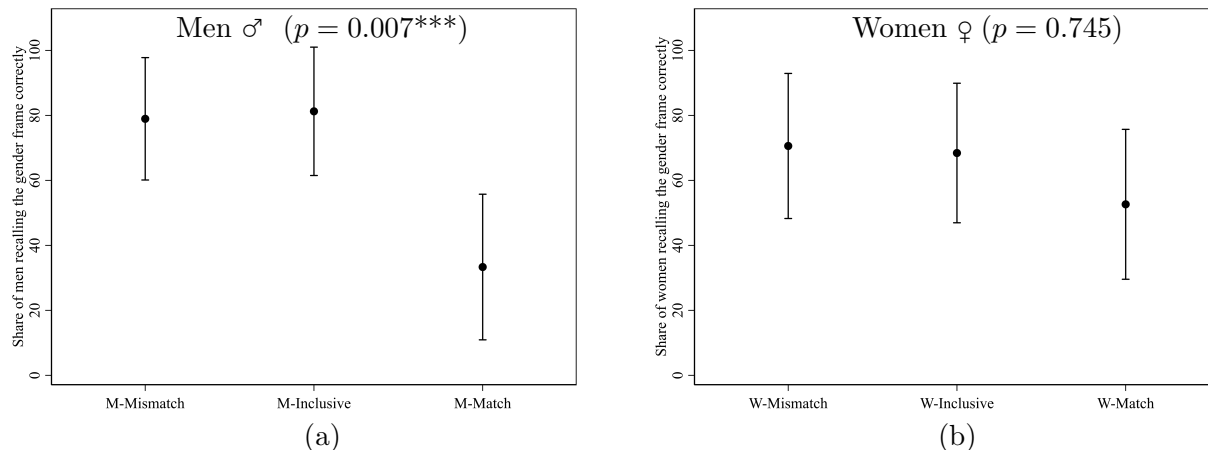 Men ♂ (p = 0.007***)
Share of men recalling the gender frame correctly
100
80
60
40
20
0
M-Mismatch M-Inclusive M-Match
(a)
Women ♀ (p = 0.745)
Share of women recalling the gender frame correctly
100
80
60
40
20
0
W-Mismatch W-Inclusive W-Match
(b)